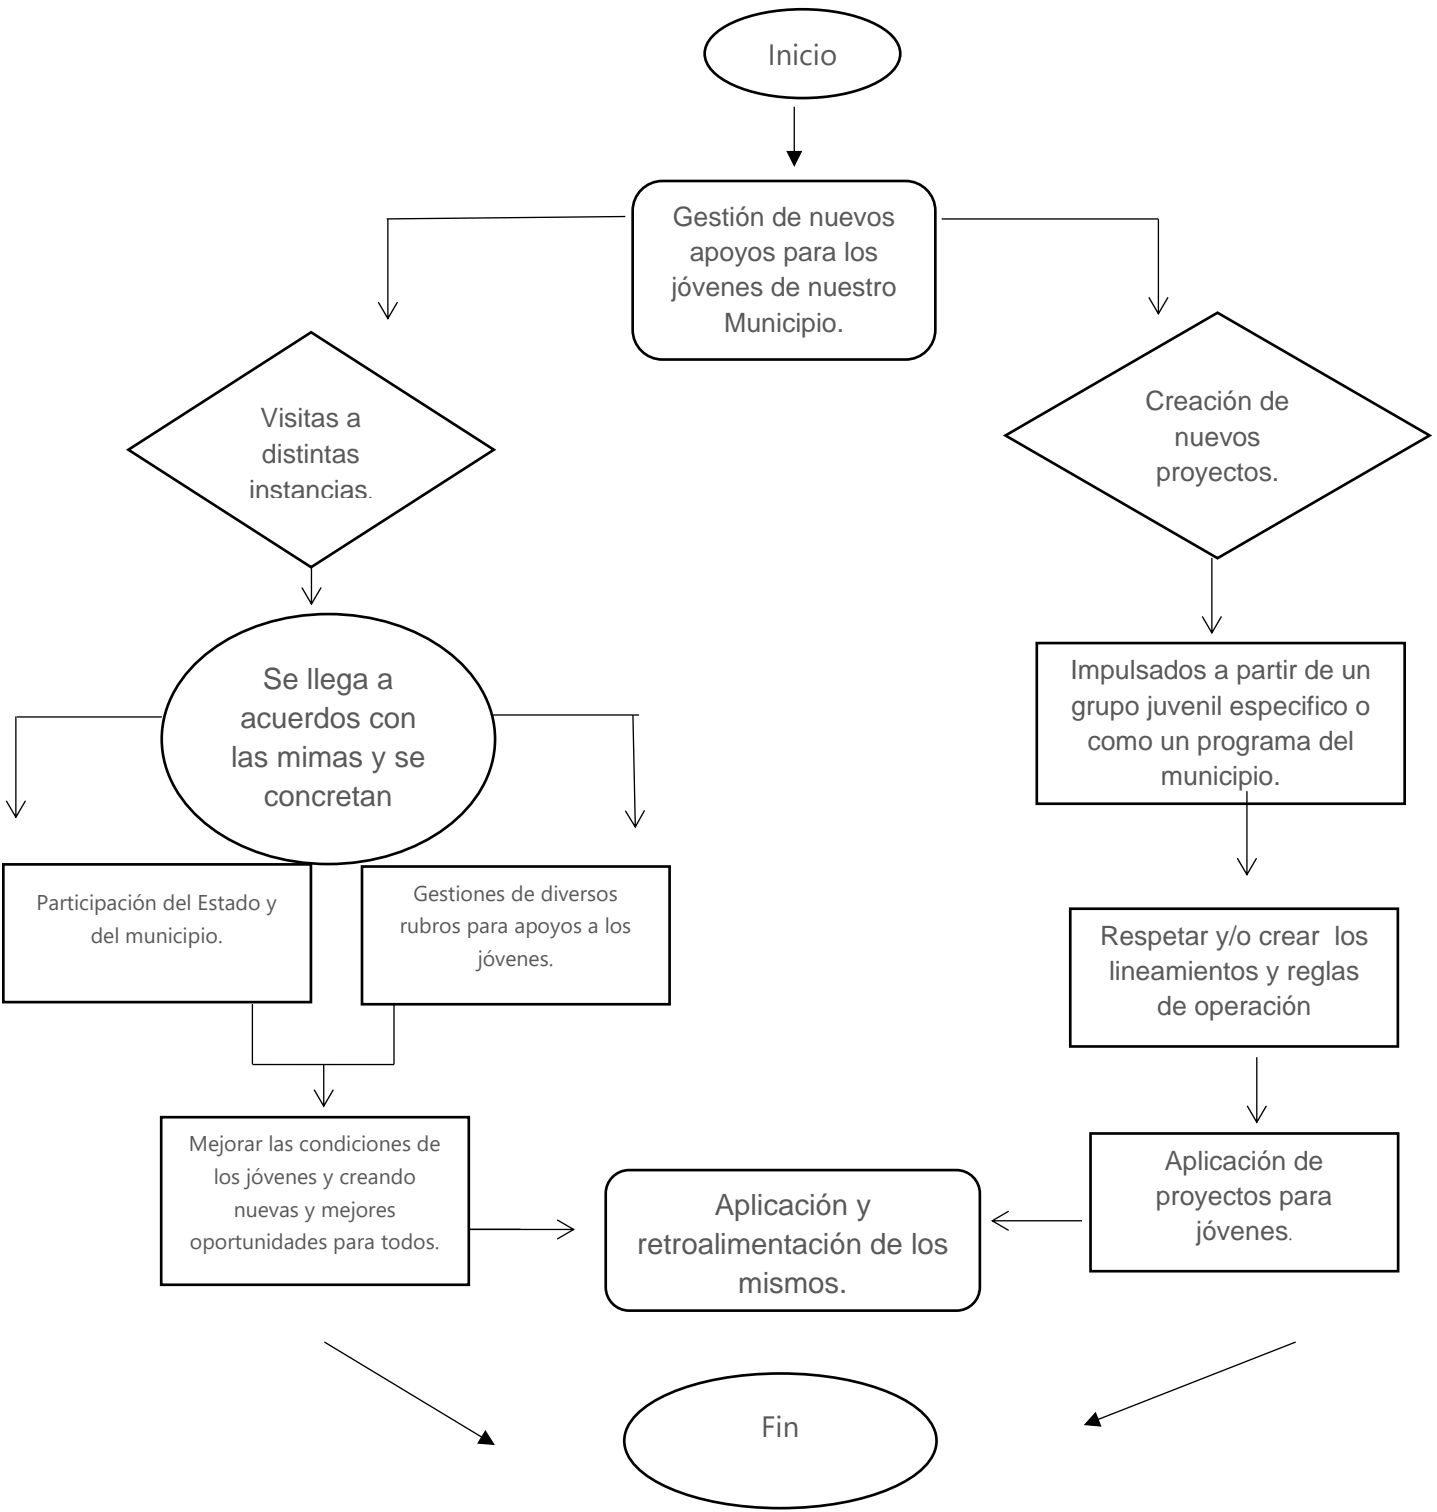 Inicio
Gestión de nuevos
apoyos para los
jóvenes de nuestro
Municipio.
Visitas a
distintas
instancias.
Creación de
nuevos
proyectos.
Se llega a
acuerdos con
las mimas y se
concretan
Impulsados a partir de un
grupo juvenil especifico o
como un programa del
municipio.
Participación del Estado y
del municipio.
Gestiones de diversos
rubros para apoyos a los
jóvenes.
Respetar y/o crear  los
lineamientos y reglas
de operación
Mejorar las condiciones de
los jóvenes y creando
nuevas y mejores
oportunidades para todos.
Aplicación y
retroalimentación de los
mismos.
Aplicación de
proyectos para
jóvenes.
Fin